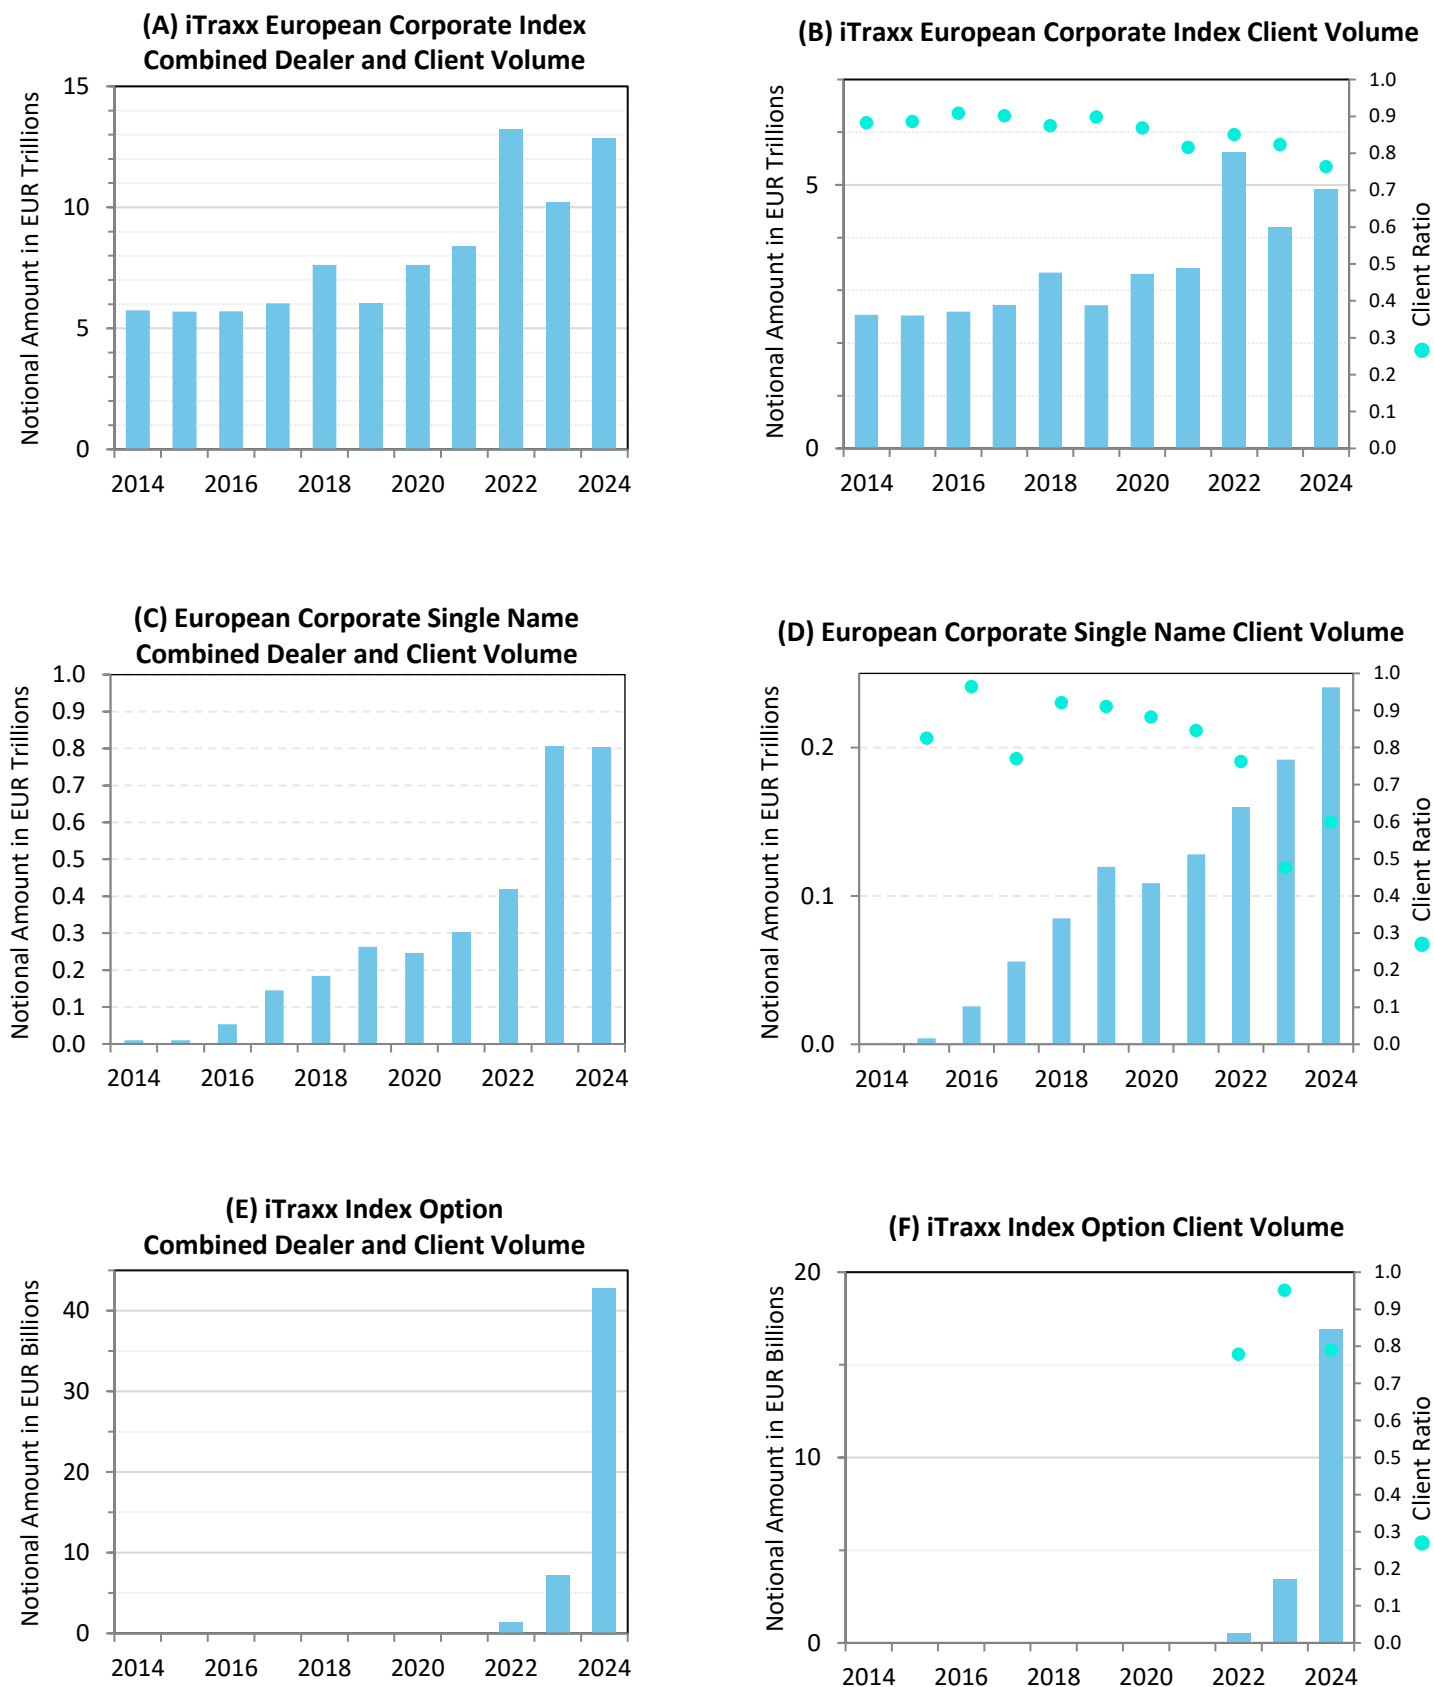 (A) iTraxx European Corporate Index
Combined Dealer and Client Volume
Notional Amount in EUR Trillions
15
10
5
0
2014 2016 2018 2020 2022 2024
(B) iTraxx European Corporate Index Client Volume
Notional Amount in EUR Trillions
5
0
1.0
0.9
0.8
0.7
0.6
0.5
0.4
0.3
0.2
0.1
0.0
Client Ratio
2014 2016 2018 2020 2022 2024
(C) European Corporate Single Name
Combined Dealer and Client Volume
Notional Amount in EUR Trillions
1.0
0.9
0.8
0.7
0.6
0.5
0.4
0.3
0.2
0.1
0.0
2014 2016 2018 2020 2022 2024
(D) European Corporate Single Name Client Volume
Notional Amount in EUR Trillions
0.2
0.1
0.0
1.0
0.9
0.8
0.7
0.6
0.5
0.4
0.3
0.2
0.1
0.0
Client Ratio
2014 2016 2018 2020 2022 2024
(E) iTraxx Index Option
Combined Dealer and Client Volume
Notional Amount in EUR Billions
40
30
20
10
0
2014 2016 2018 2020 2022 2024
(F) iTraxx Index Option Client Volume
Notional Amount in EUR Billions
20
10
0
1.0
0.9
0.8
0.7
0.6
0.5
0.4
0.3
0.2
0.1
0.0
Client Ratio
2014 2016 2018 2020 2022 2024